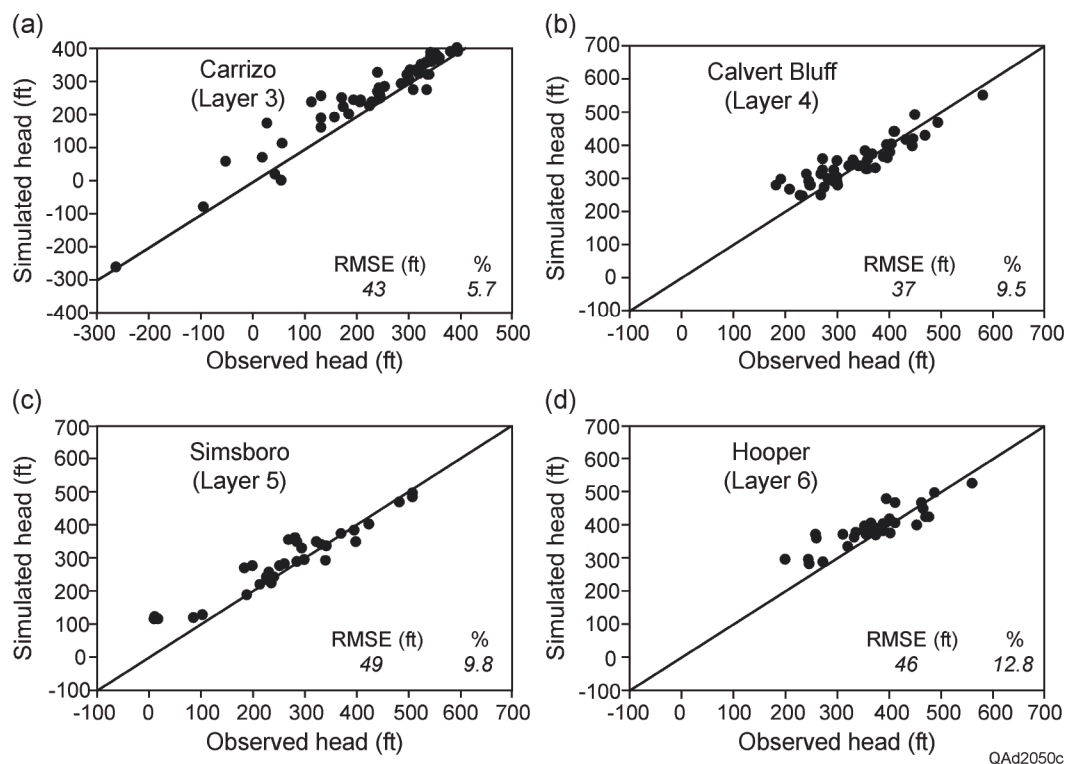 (a)
Carrizo
(Layer 3)
Simulated head (ft)
400
300
200
100
0
-100
-200
-300
-400
RMSE (ft) %
43 5.7
-300 -200 -100 0 100 200 300 400 500
Observed head (ft)
(b)
Calvert Bluff
(Layer 4)
Simulated head (ft)
700
600
500
400
300
200
100
0
-100
RMSE (ft) %
37 9.5
-100 0 100 200 300 400 500 600 700
Observed head (ft)
(c)
Simsboro
(Layer 5)
Simulated head (ft)
700
600
500
400
300
200
100
0
-100
RMSE (ft) %
49 9.8
-100 0 100 200 300 400 500 600 700
Observed head (ft)
(d)
Hooper
(Layer 6)
Simulated head (ft)
700
600
500
400
300
200
100
0
-100
RMSE (ft) %
46 12.8
-100 0 100 200 300 400 500 600 700
Observed head (ft)
QAd2050c